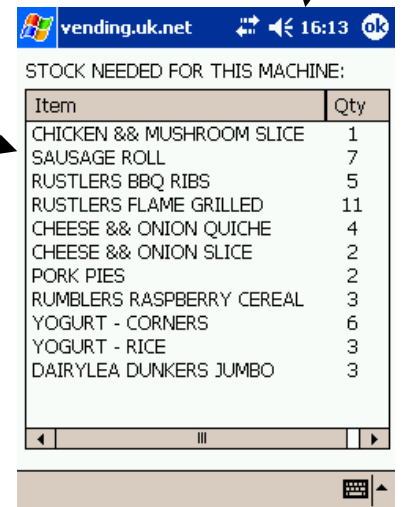 vending.uk.net 16:13 ok
STOCK NEEDED FOR THIS MACHINE:
Item Qty
CHICKEN && MUSHROOM SLICE 1
SAUSAGE ROLL 7
RUSTLERS BBQ RIBS 5
RUSTLERS FLAME GRILLED 11
CHEESE && ONION QUICHE 4
CHEESE && ONION SLICE 2
PORK PIES 2
RUMBLERS RASPBERRY CEREAL 3
YOGURT - CORNERS 6
YOGURT - RICE 3
DAIRYLEA DUNKERS JUMBO 3